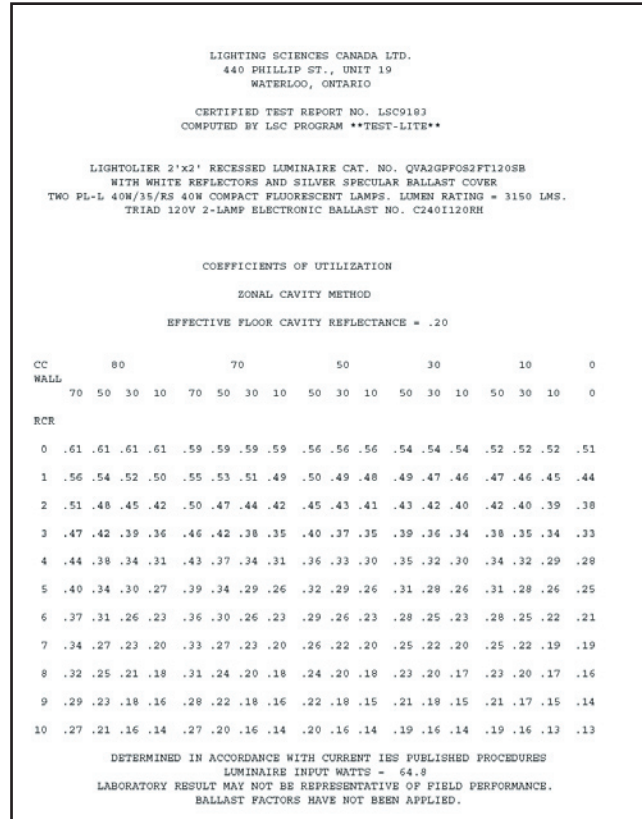 LIGHTING SCIENCES CANADA LTD.
440 PHILLIP ST., UNIT 19
WATERLOO, ONTARIO
CERTIFIED TEST REPORT NO. LSC9183
COMPUTED BY LSC PROGRAM **TEST-LITE**
LIGHTOLIER 2'x2' RECESSED LUMINAIRE CAT. NO. QVA2GPFOS2FT120SB
WITH WHITE REFLECTORS AND SILVER SPECULAR BALLAST COVER
TWO PL-L 40W/35/RS 40W COMPACT FLUORESCENT LAMPS. LUMEN RATING = 3150 LMS.
TRIAD 120V 2-LAMP ELECTRONIC BALLAST NO. C240I120RH
COEFFICIENTS OF UTILIZATION
ZONAL CAVITY METHOD
EFFECTIVE FLOOR CAVITY REFLECTANCE = .20
CC 80 70 50 30 10 0
WALL
70 50 30 10 70 50 30 10 50 30 10 50 30 10 50 30 10 0
RCR
0 .61 .61 .61 .61 .59 .59 .59 .59 .56 .56 .56 .54 .54 .54 .52 .52 .52 .51
1 .56 .54 .52 .50 .55 .53 .51 .49 .50 .49 .48 .49 .47 .46 .47 .46 .45 .44
2 .51 .48 .45 .42 .50 .47 .44 .42 .45 .43 .41 .43 .42 .40 .42 .40 .39 .38
3 .47 .42 .39 .36 .46 .42 .38 .35 .40 .37 .35 .39 .36 .34 .38 .35 .34 .33
4 .44 .38 .34 .31 .43 .37 .34 .31 .36 .33 .30 .35 .32 .30 .34 .32 .29 .28
5 .40 .34 .30 .27 .39 .34 .29 .26 .32 .29 .26 .31 .28 .26 .31 .28 .26 .25
6 .37 .31 .26 .23 .36 .30 .26 .23 .29 .26 .23 .28 .25 .23 .28 .25 .22 .21
7 .34 .27 .23 .20 .33 .27 .23 .20 .26 .22 .20 .25 .22 .20 .25 .22 .19 .19
8 .32 .25 .21 .18 .31 .24 .20 .18 .24 .20 .18 .23 .20 .17 .23 .20 .17 .16
9 .29 .23 .18 .16 .28 .22 .18 .16 .22 .18 .15 .21 .18 .15 .21 .17 .15 .14
10 .27 .21 .16 .14 .27 .20 .16 .14 .20 .16 .14 .19 .16 .14 .19 .16 .13 .13
DETERMINED IN ACCORDANCE WITH CURRENT IES PUBLISHED PROCEDURES
LUMINAIRE INPUT WATTS = 64.8
LABORATORY RESULT MAY NOT BE REPRESENTATIVE OF FIELD PERFORMANCE.
BALLAST FACTORS HAVE NOT BEEN APPLIED.